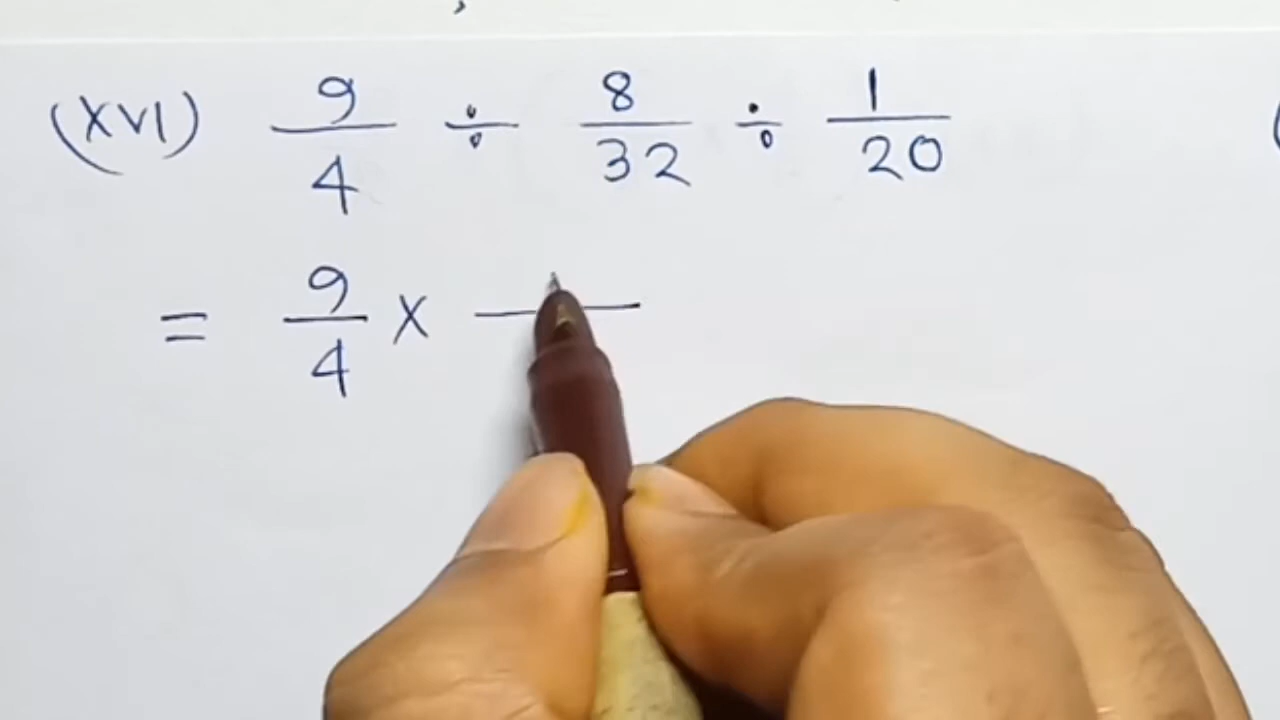 (XVI) 9/4 ÷ 8/32 ÷ 1/20
= 9/4 ×